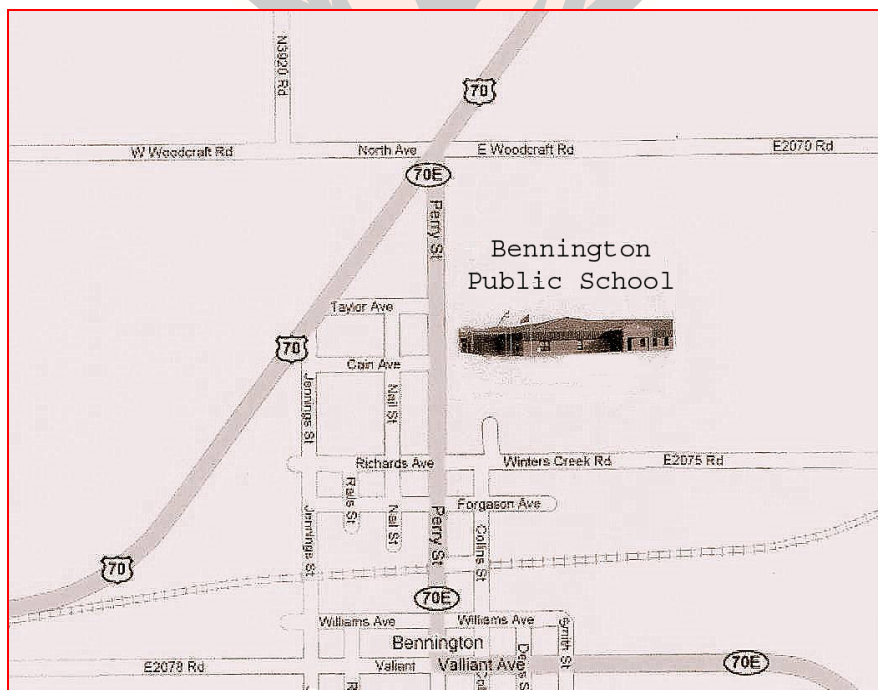 N3920 Rd
70
W Woodcraft Rd
North Ave
E Woodcraft Rd
E2070 Rd
70E
Perry St
Bennington
Public School
Taylor Ave
70
Cain Ave
Jennings St
Nail St
Richards Ave
Winters Creek Rd
E2075 Rd
Ralls St
Forgason Ave
Jennings St
Nail St
Perry St
Collins St
70
70E
Williams Ave
Williams Ave
Smith St
Bennington
E2078 Rd
Valliant
Valliant Ave
70E